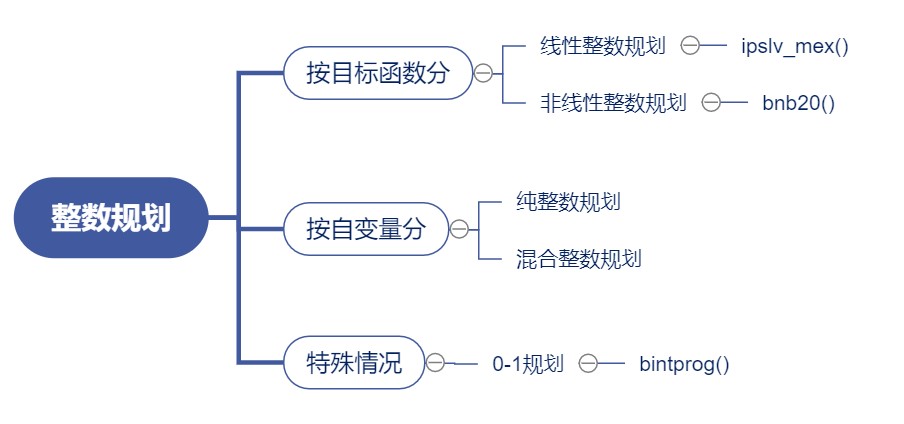 整数规划
按目标函数分
线性整数规划
ipslv_mex()
非线性整数规划
bnb20()
按自变量分
纯整数规划
混合整数规划
特殊情况
0-1规划
bintprog()